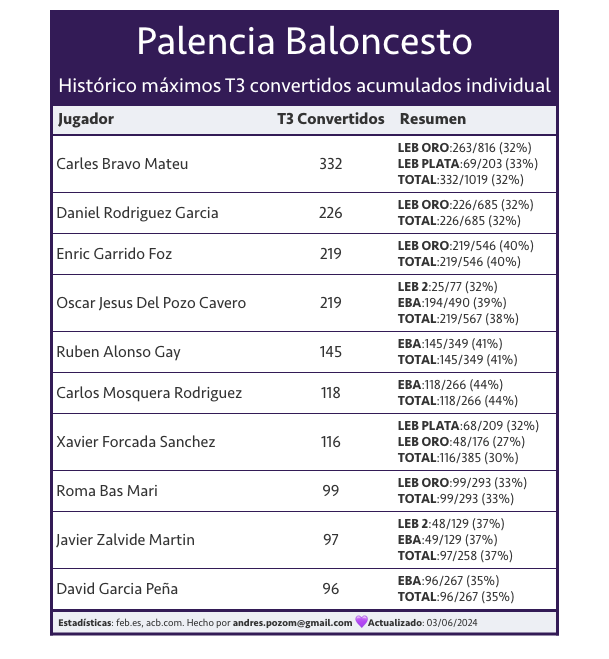 Palencia Baloncesto
Histórico máximos T3 convertidos acumulados individual
Jugador T3 Convertidos Resumen
Carles Bravo Mateu 332 LEB ORO:263/816 (32%)
LEB PLATA:69/203 (33%)
TOTAL:332/1019 (32%)
Daniel Rodriguez Garcia 226 LEB ORO:226/685 (32%)
TOTAL:226/685 (32%)
Enric Garrido Foz 219 LEB ORO:219/546 (40%)
TOTAL:219/546 (40%)
Oscar Jesus Del Pozo Cavero 219 LEB 2:25/77 (32%)
EBA:194/490 (39%)
TOTAL:219/567 (38%)
Ruben Alonso Gay 145 EBA:145/349 (41%)
TOTAL:145/349 (41%)
Carlos Mosquera Rodriguez 118 EBA:118/266 (44%)
TOTAL:118/266 (44%)
Xavier Forcada Sanchez 116 LEB PLATA:68/209 (32%)
LEB ORO:48/176 (27%)
TOTAL:116/385 (30%)
Roma Bas Mari 99 LEB ORO:99/293 (33%)
TOTAL:99/293 (33%)
Javier Zalvide Martin 97 LEB 2:48/129 (37%)
EBA:49/129 (37%)
TOTAL:97/258 (37%)
David Garcia Peña 96 EBA:96/267 (35%)
TOTAL:96/267 (35%)
Estadísticas: feb.es, acb.com. Hecho por andres.pozom@gmail.com 💜Actualizado: 03/06/2024